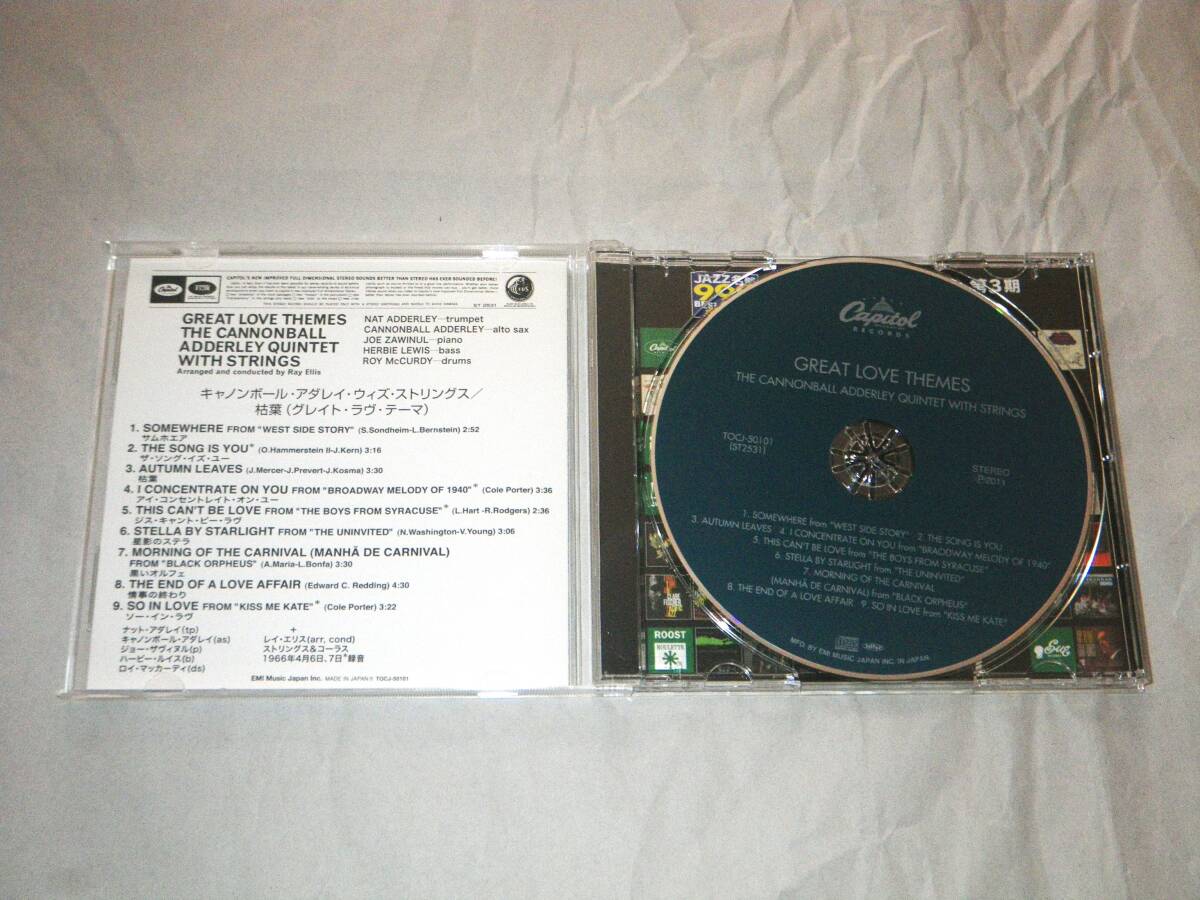 CAPITOL'S NEW IMPROVED FULL DIMENSIONAL STEREO SOUNDS BETTER THAN STEREO HAS EVER SOUNDED BEFORE!
ST 2531
GREAT LOVE THEMES
THE CANNONBALL
ADDERLEY QUINTET
WITH STRINGS
Arranged and conducted by Ray Ellis
NAT ADDERLEY—trumpet
CANNONBALL ADDERLEY—alto sax
JOE ZAWINUL—piano
HERBIE LEWIS—bass
ROY McCURDY—drums
キャノンボール・アダレイ・ウィズ・ストリングス/
枯葉(グレイト・ラヴ・テーマ)
1. SOMEWHERE FROM "WEST SIDE STORY" (S.Sondheim-L.Bernstein) 2:52
サムホエア
2. THE SONG IS YOU* (O.Hammerstein II-J.Kern) 3:16
ザ・ソング・イズ・ユー
3. AUTUMN LEAVES (J.Mercer-J.Prevert-J.Kosma) 3:30
枯葉
4. I CONCENTRATE ON YOU FROM "BROADWAY MELODY OF 1940"* (Cole Porter) 3:36
アイ・コンセントレイト・オン・ユー
5. THIS CAN'T BE LOVE FROM "THE BOYS FROM SYRACUSE"* (L.Hart -R.Rodgers) 2:36
ジス・キャント・ビー・ラヴ
6. STELLA BY STARLIGHT FROM "THE UNINVITED" (N.Washington-V.Young) 3:06
星影のステラ
7. MORNING OF THE CARNIVAL (MANHÃ DE CARNIVAL)
FROM "BLACK ORPHEUS" (A.Maria-L.Bonfa) 3:30
黒いオルフェ
8. THE END OF A LOVE AFFAIR (Edward C. Redding) 4:30
情事の終わり
9. SO IN LOVE FROM "KISS ME KATE"* (Cole Porter) 3:22
ソー・イン・ラヴ
ナット・アダレイ(tp)
キャノンボール・アダレイ(as)
ジョー・ザヴィヌル(p)
ハービー・ルイス(b)
ロイ・マッカーディ(ds)
+
レイ・エリス(arr, cond)
ストリングス&コーラス
1966年4月6日、7日*録音
EMI Music Japan Inc. MADE IN JAPAN TOCJ-50101
JAZZ名盤
第3期
Capitol
RECORDS
GREAT LOVE THEMES
THE CANNONBALL ADDERLEY QUINTET WITH STRINGS
TOCJ-50101
(ST2531)
STEREO
℗2011
1. SOMEWHERE from "WEST SIDE STORY" 2. THE SONG IS YOU
3. AUTUMN LEAVES 4. I CONCENTRATE ON YOU from "BRAODWAY MELODY OF 1940"
5. THIS CAN'T BE LOVE from "THE BOYS FROM SYRACUSE"
6. STELLA BY STARLIGHT from "THE UNINVITED"
7. MORNING OF THE CARNIVAL
(MANHÃ DE CARNIVAL) from "BLACK ORPHEUS"
8. THE END OF A LOVE AFFAIR 9. SO IN LOVE from "KISS ME KATE"
MFD. BY EMI MUSIC JAPAN INC. IN JAPAN.
ROOST
ROULETTE